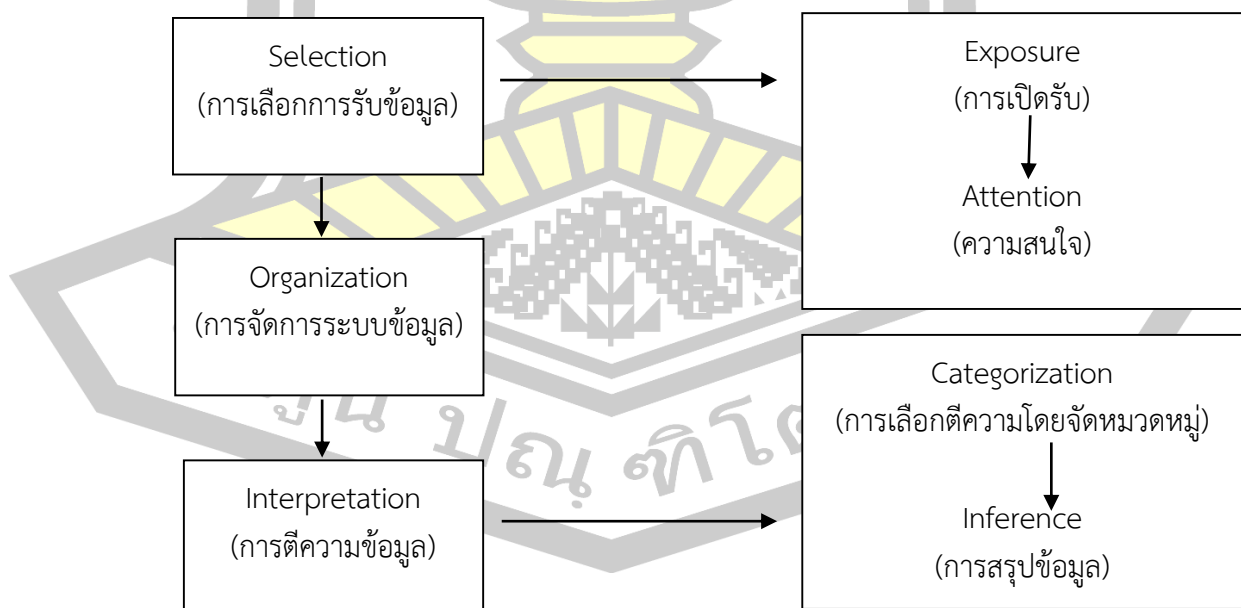 Selection
(การเลือกการรับข้อมูล)
Exposure
(การเปิดรับ)
Attention
(ความสนใจ)
Organization
(การจัดการระบบข้อมูล)
Interpretation
(การตีความข้อมูล)
Categorization
(การเลือกตีความโดยจัดหมวดหมู่)
Inference
(การสรุปข้อมูล)